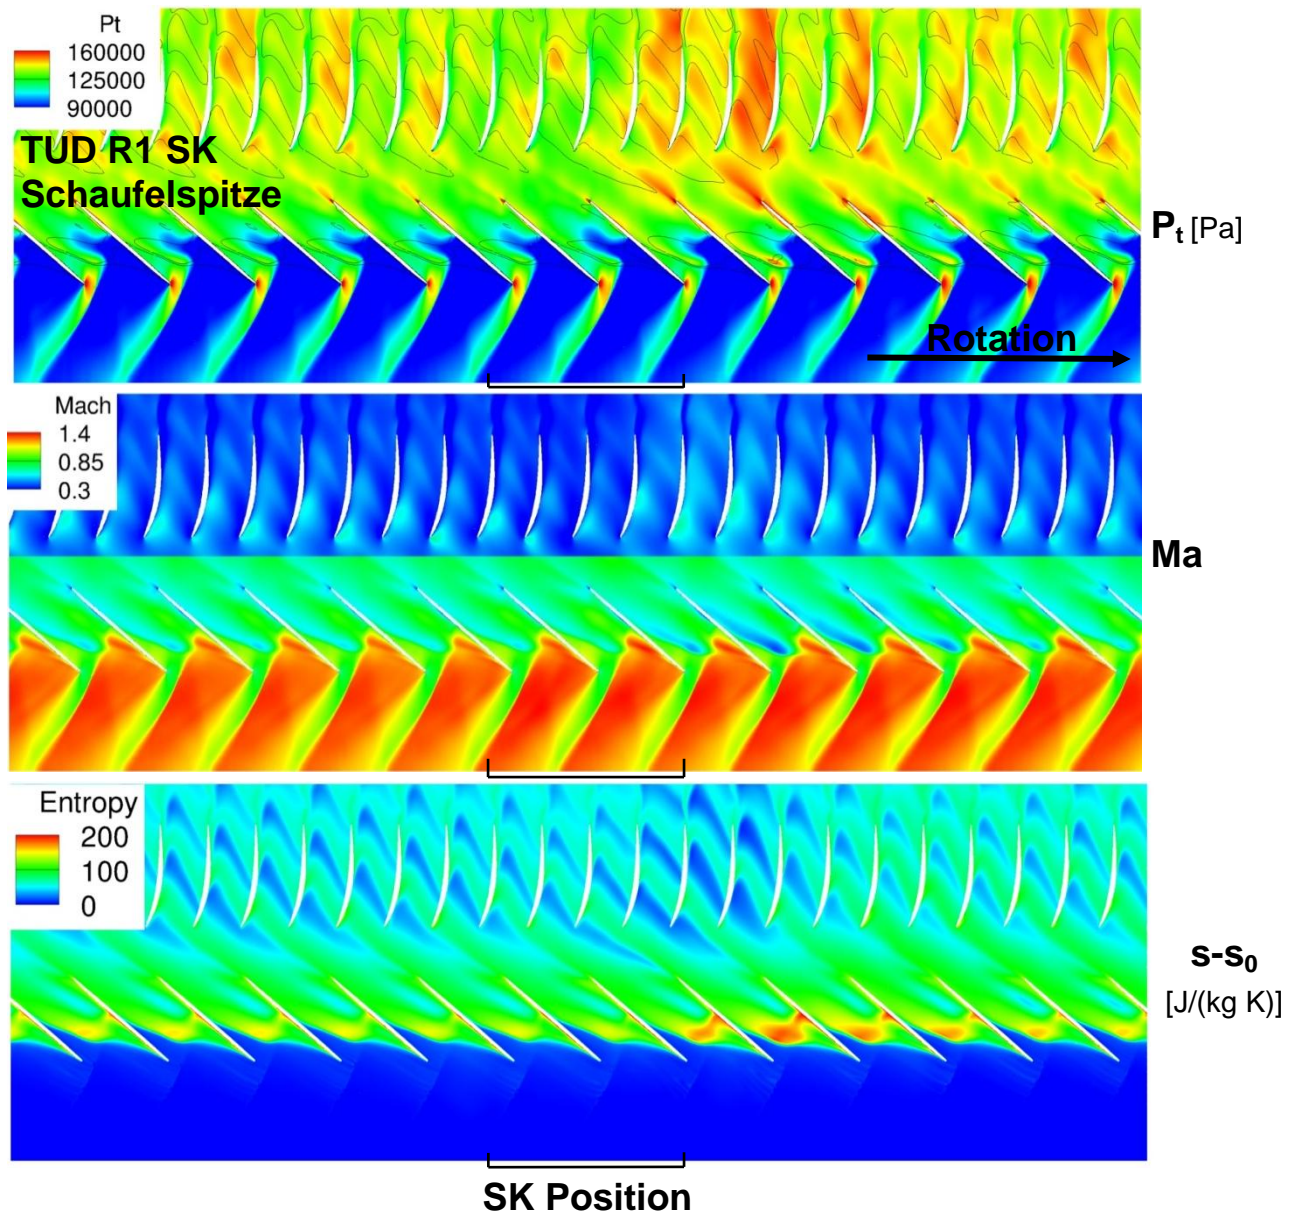 Pt
160000
125000
90000
TUD R1 SK
Schaufelspitze
Pt [Pa]
Rotation
Mach
1.4
0.85
0.3
Ma
Entropy
200
100
0
s-s0
[J/(kg K)]
SK Position